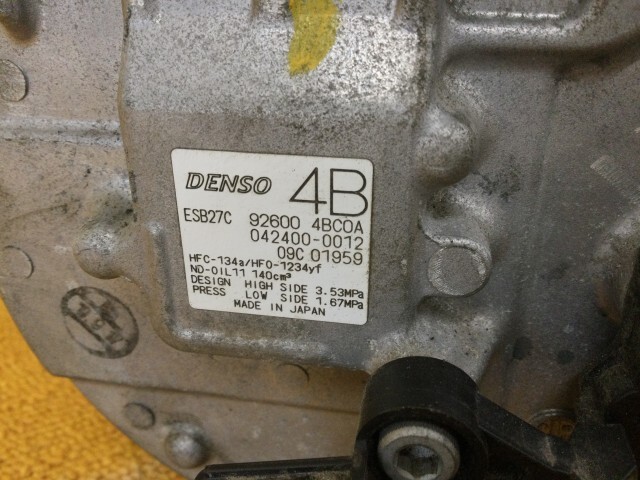 DENSO 4B
ESB27C 92600 4BC0A
042400-0012
09C 01959
HFC-134a/HFO-1234yf
ND-OIL11 140cm³
DESIGN HIGH SIDE 3.53MPa
PRESS LOW SIDE 1.67MPa
MADE IN JAPAN